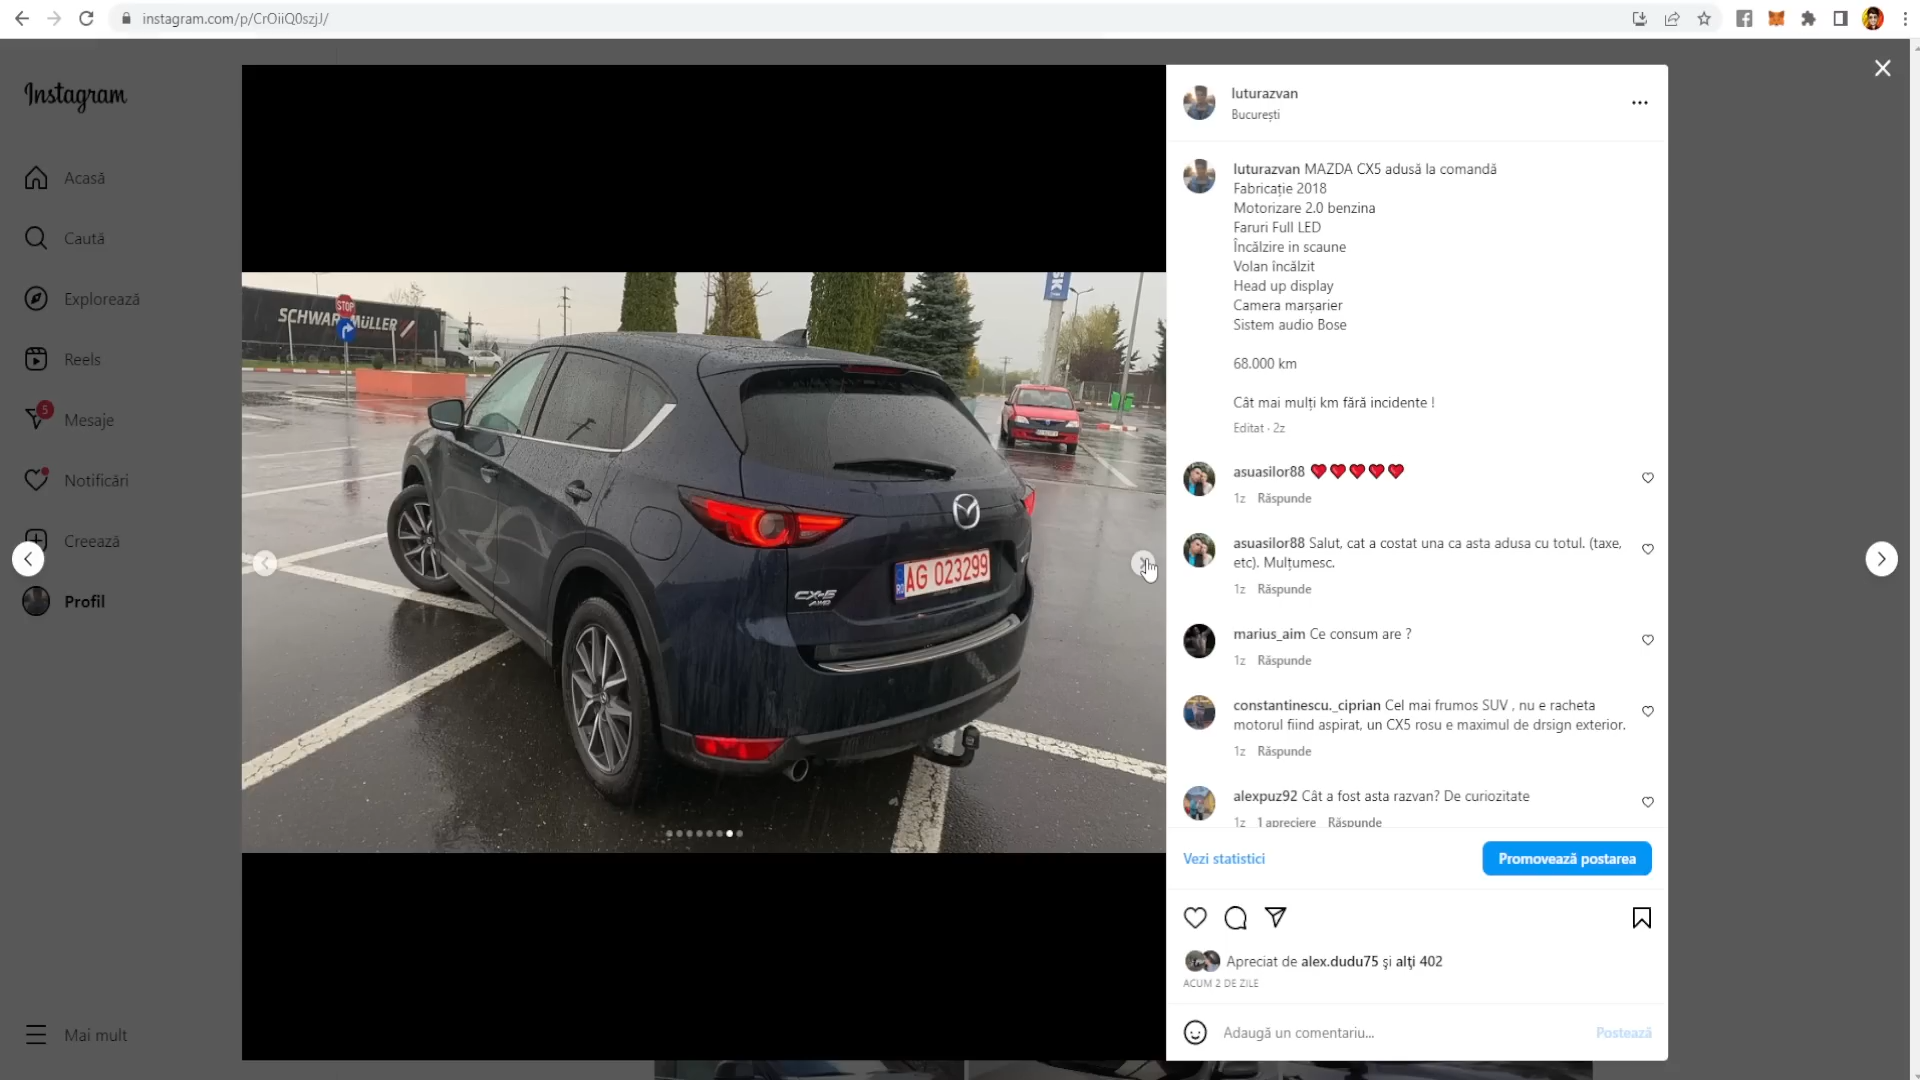 instagram.com/p/CrOiiQ0szjJ/
Instagram
Acasă
Caută
Explorează
Reels
5
Mesaje
Notificări
Creează
Profil
Mai mult
STOP
SCHWARZMÜLLER
SK
CX-5
AWD
RO
AG 023299
luturazvan
București
luturazvan MAZDA CX5 adusă la comandă
Fabricație 2018
Motorizare 2.0 benzina
Faruri Full LED
Încălzire in scaune
Volan încălzit
Head up display
Camera marșarier
Sistem audio Bose
68.000 km
Cât mai mulți km fără incidente !
Editat · 2z
asuasilor88 ❤️❤️❤️❤️❤️
1z Răspunde
asuasilor88 Salut, cat a costat una ca asta adusa cu totul. (taxe,
etc). Mulțumesc.
1z Răspunde
marius_aim Ce consum are ?
1z Răspunde
constantinescu._ciprian Cel mai frumos SUV , nu e racheta
motorul fiind aspirat, un CX5 rosu e maximul de drsign exterior.
1z Răspunde
alexpuz92 Cât a fost asta razvan? De curiozitate
1z 1 apreciere Răspunde
Vezi statistici
Promovează postarea
Apreciat de alex.dudu75 și alți 402
ACUM 2 DE ZILE
Adaugă un comentariu...
Postează